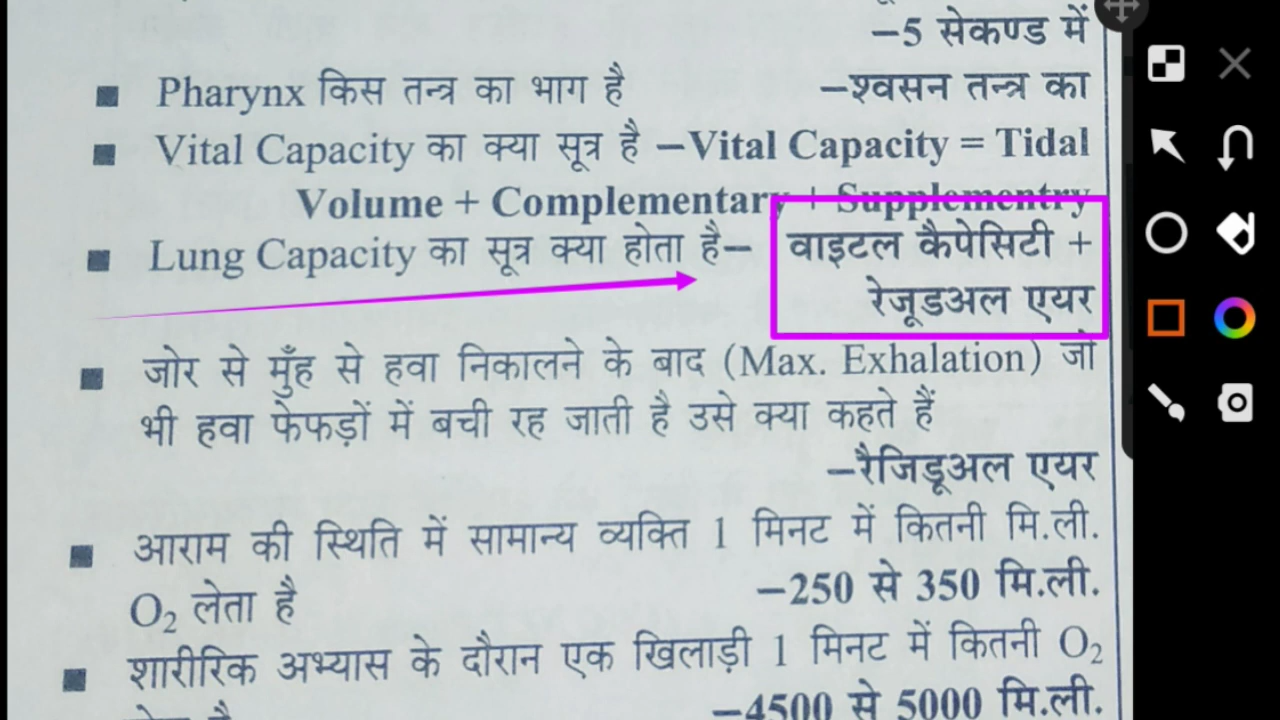 –5 सेकण्ड में
■ Pharynx किस तन्त्र का भाग है –श्वसन तन्त्र का
■ Vital Capacity का क्या सूत्र है –Vital Capacity = Tidal
Volume + Complementary + Supplementry
■ Lung Capacity का सूत्र क्या होता है– वाइटल कैपेसिटी +
रेजूडअल एयर
■ जोर से मुँह से हवा निकालने के बाद (Max. Exhalation) जो
भी हवा फेफड़ों में बची रह जाती है उसे क्या कहते हैं
–रैजिडूअल एयर
■ आराम की स्थिति में सामान्य व्यक्ति 1 मिनट में कितनी मि.ली.
O₂ लेता है –250 से 350 मि.ली.
■ शारीरिक अभ्यास के दौरान एक खिलाड़ी 1 मिनट में कितनी O₂
–4500 से 5000 मि.ली.